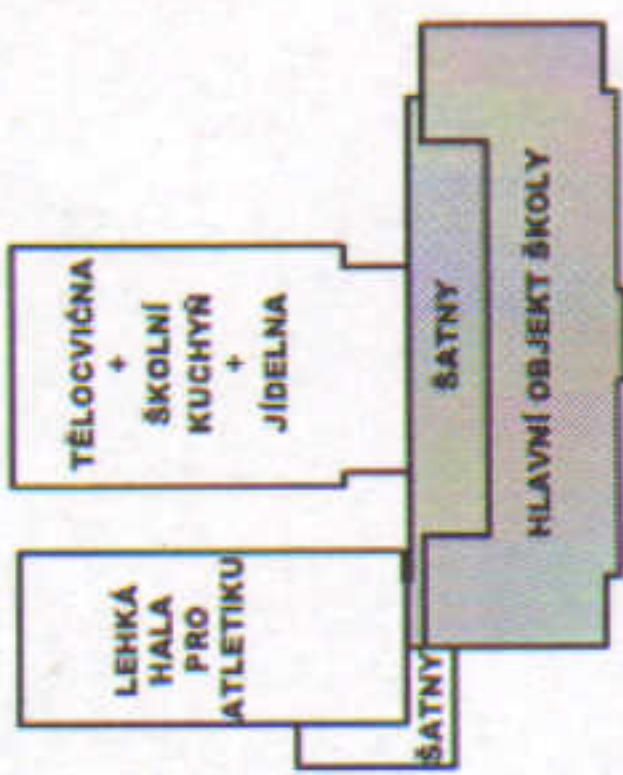 TĚLOCVIČNA
+
ŠKOLNÍ
KUCHYŇ
+
JÍDELNA
LEHKÁ
HALA
PRO
ATLETIKU
ŠATNY
ŠATNY
HLAVNÍ OBJEKT ŠKOLY